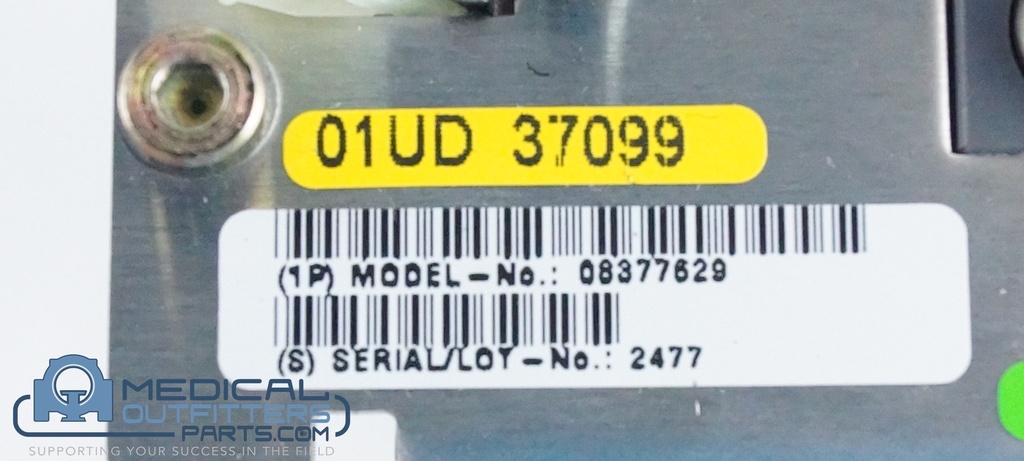 01UD 37099
(1P) MODEL-No.: 08377629
(S) SERIAL/LOT-No.: 2477
MEDICAL
OUTFITTERS
PARTS.COM
SUPPORTING YOUR SUCCESS IN THE FIELD